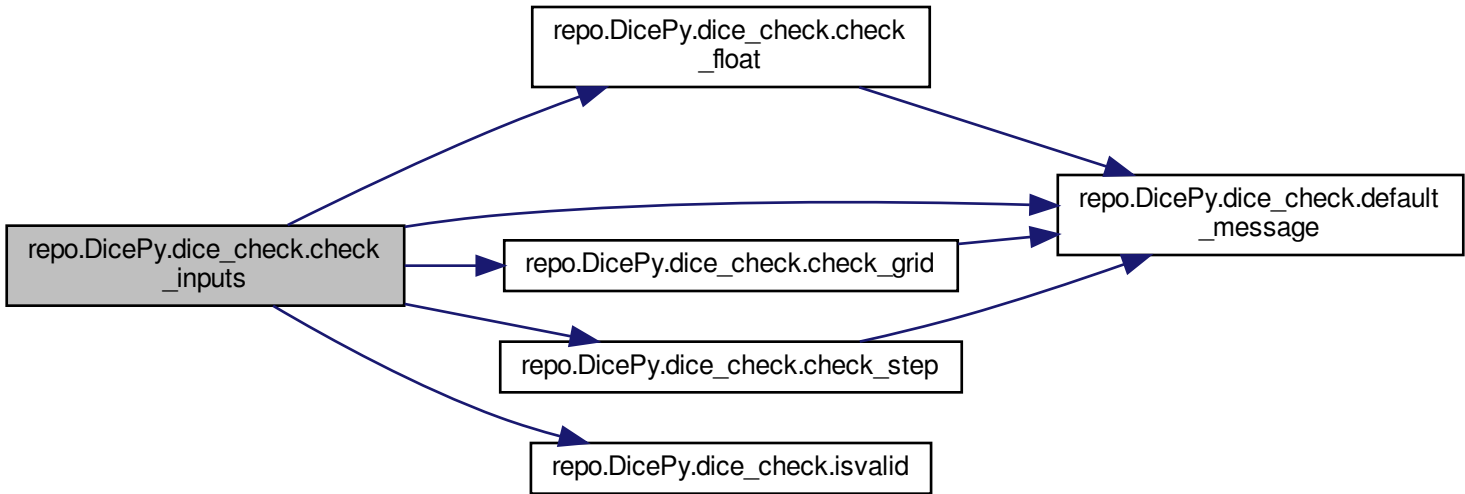 repo.DicePy.dice_check.check
_float
repo.DicePy.dice_check.default
_message
repo.DicePy.dice_check.check
_inputs
repo.DicePy.dice_check.check_grid
repo.DicePy.dice_check.check_step
repo.DicePy.dice_check.isvalid